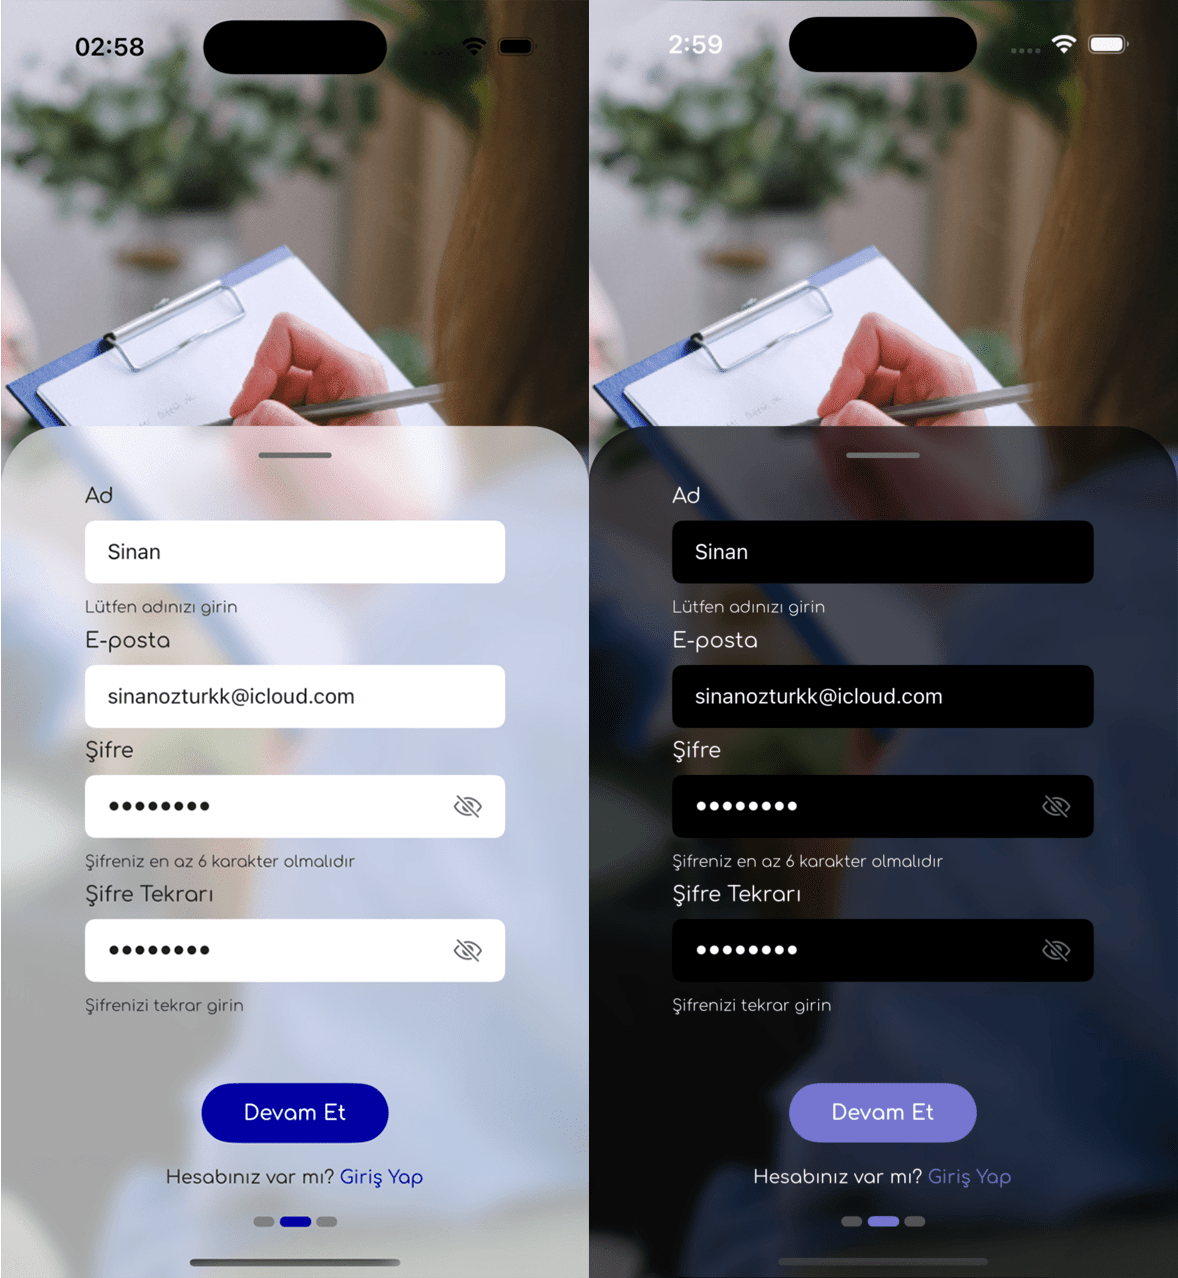 02:58
Ad
Sinan
Lütfen adınızı girin
E-posta
sinanozturkk@icloud.com
Şifre
••••••••
Şifreniz en az 6 karakter olmalıdır
Şifre Tekrarı
••••••••
Şifrenizi tekrar girin
Devam Et
Hesabınız var mı? Giriş Yap
2:59
Ad
Sinan
Lütfen adınızı girin
E-posta
sinanozturkk@icloud.com
Şifre
••••••••
Şifreniz en az 6 karakter olmalıdır
Şifre Tekrarı
••••••••
Şifrenizi tekrar girin
Devam Et
Hesabınız var mı? Giriş Yap